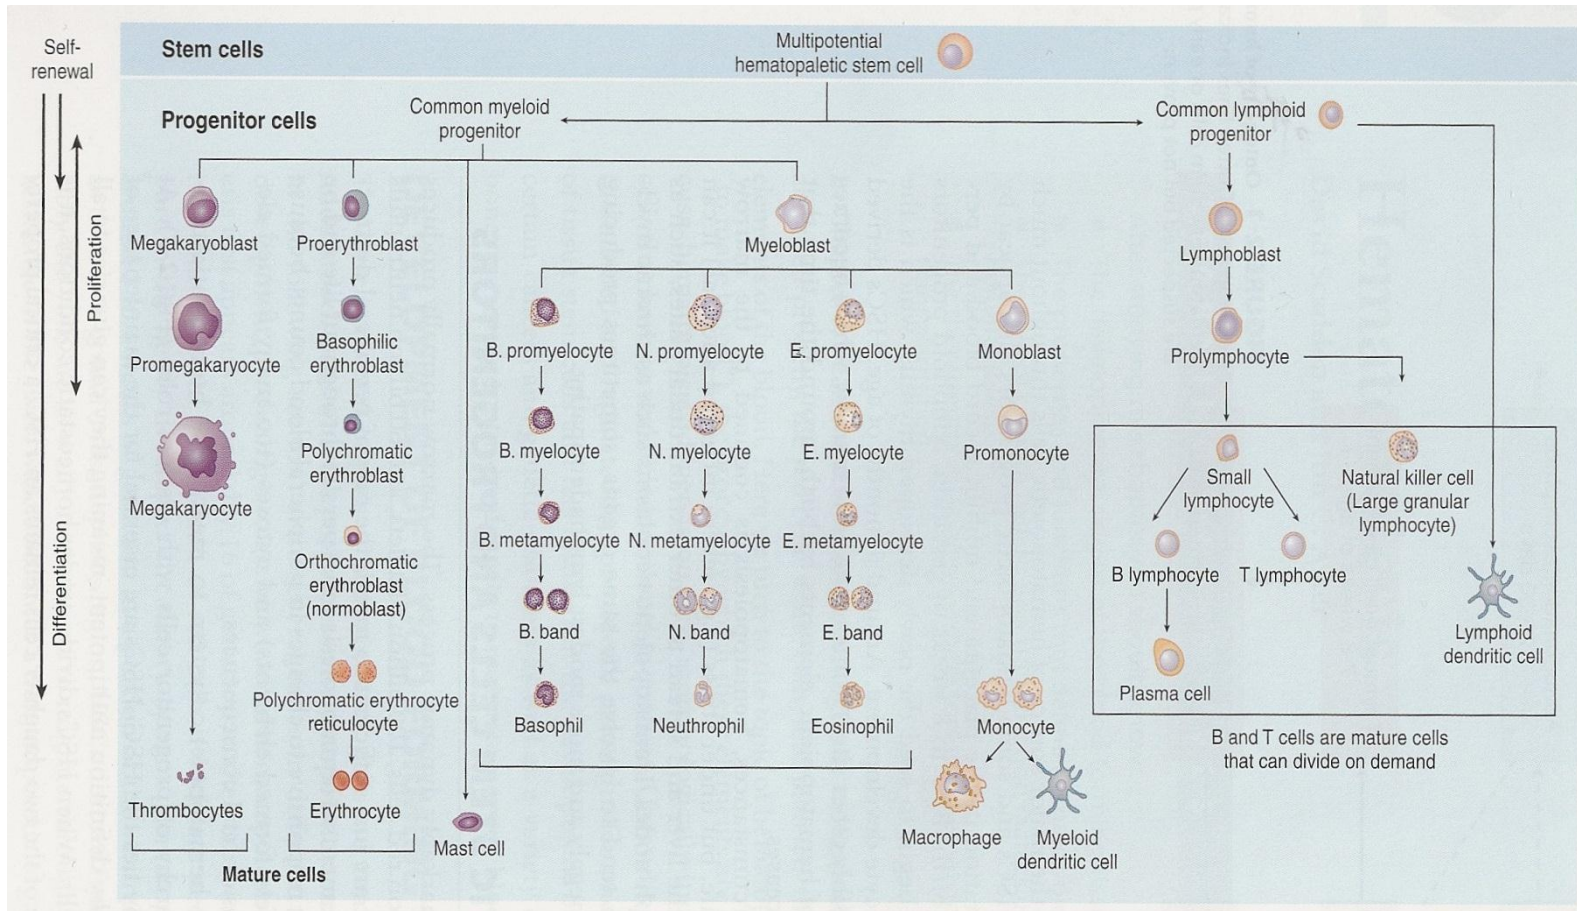 Self-
renewal
Stem cells
Multipotential
hematopaletic stem cell
Progenitor cells
Common myeloid
progenitor
Common lymphoid
progenitor
Proliferation
Differentiation
Megakaryoblast
Proerythroblast
Myeloblast
Lymphoblast
Promegakaryocyte
Basophilic
erythroblast
B. promyelocyte
N. promyelocyte
E. promyelocyte
Monoblast
Prolymphocyte
Megakaryocyte
Polychromatic
erythroblast
B. myelocyte
N. myelocyte
E. myelocyte
Promonocyte
Small
lymphocyte
Natural killer cell
(Large granular
lymphocyte)
Orthochromatic
erythroblast
(normoblast)
B. metamyelocyte
N. metamyelocyte
E. metamyelocyte
B lymphocyte
T lymphocyte
B. band
N. band
E. band
Lymphoid
dendritic cell
Polychromatic erythrocyte
reticulocyte
Basophil
Neuthrophil
Eosinophil
Monocyte
Plasma cell
B and T cells are mature cells
that can divide on demand
Thrombocytes
Erythrocyte
Mast cell
Macrophage
Myeloid
dendritic cell
Mature cells